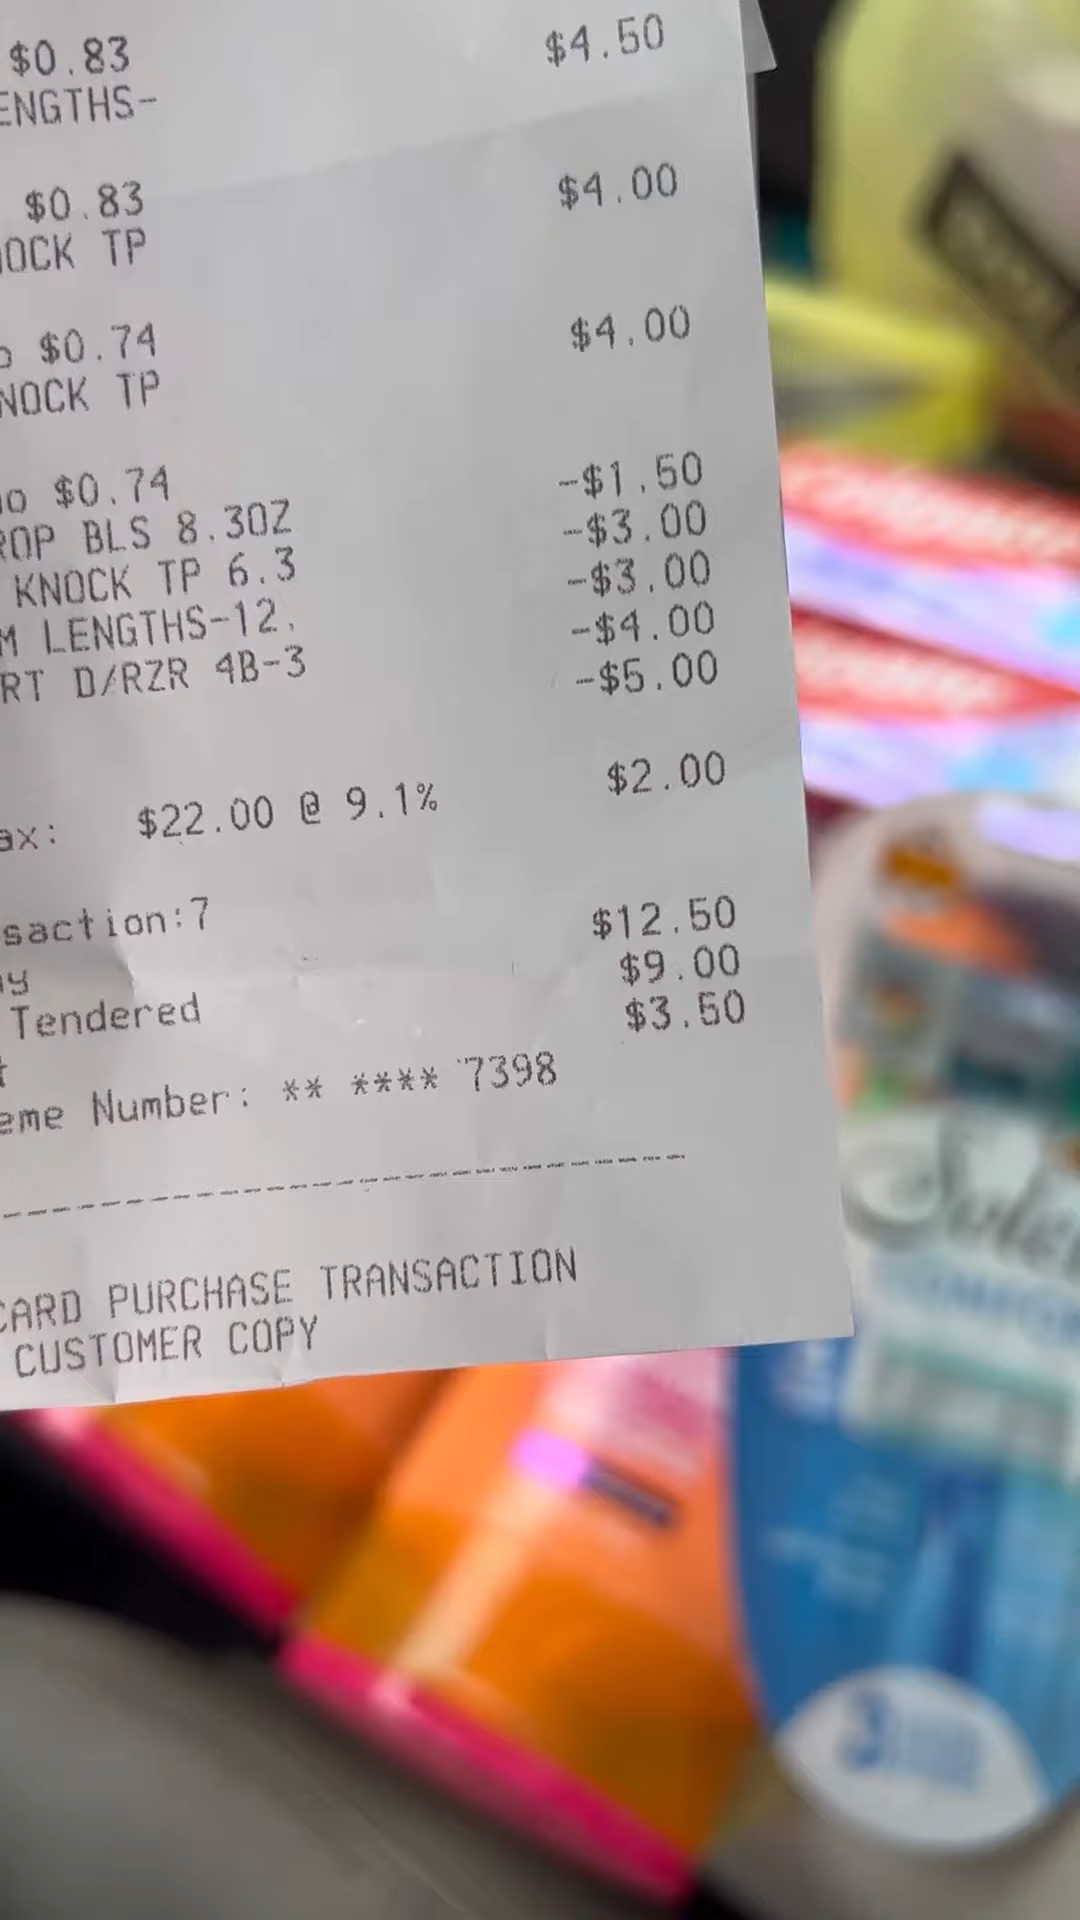 $0.83 $4.50
ENGTHS-
$0.83 $4.00
OCK TP
$0.74 $4.00
NOCK TP
o $0.74 -$1.50
ROP BLS 8.3OZ -$3.00
KNOCK TP 6.3 -$3.00
M LENGTHS-12. -$4.00
RT D/RZR 4B-3 -$5.00
ax: $22.00 @ 9.1% $2.00
saction:7 $12.50
ay $9.00
Tendered $3.50
eme Number: ** **** 7398
CARD PURCHASE TRANSACTION
CUSTOMER COPY
3